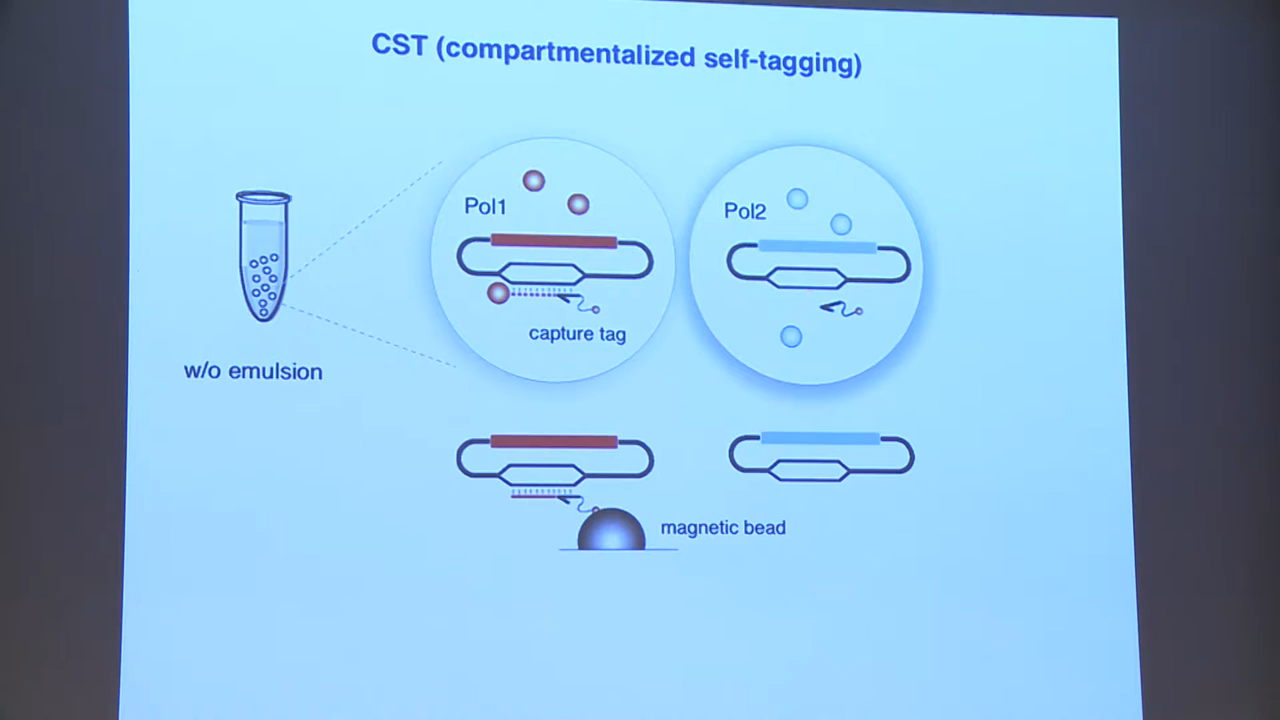 CST (compartmentalized self-tagging)
Pol1
Pol2
capture tag
w/o emulsion
magnetic bead